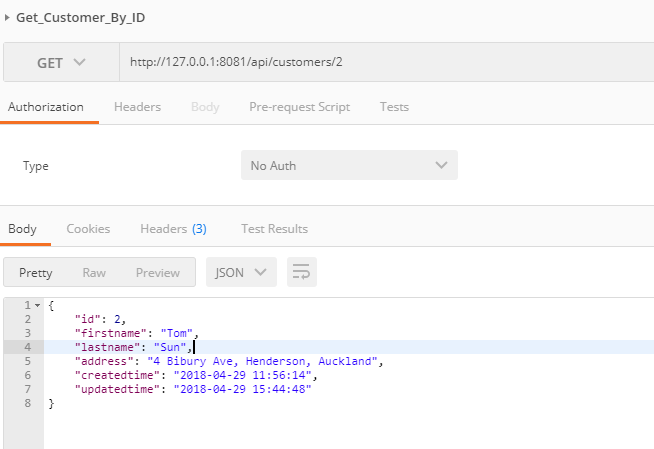 Get_Customer_By_ID
GET http://127.0.0.1:8081/api/customers/2
Authorization Headers Body Pre-request Script Tests
Type No Auth
Body Cookies Headers (3) Test Results
Pretty Raw Preview JSON
1 {
2 "id": 2,
3 "firstname": "Tom",
4 "lastname": "Sun",
5 "address": "4 Bibury Ave, Henderson, Auckland",
6 "createdtime": "2018-04-29 11:56:14",
7 "updatedtime": "2018-04-29 15:44:48"
8 }